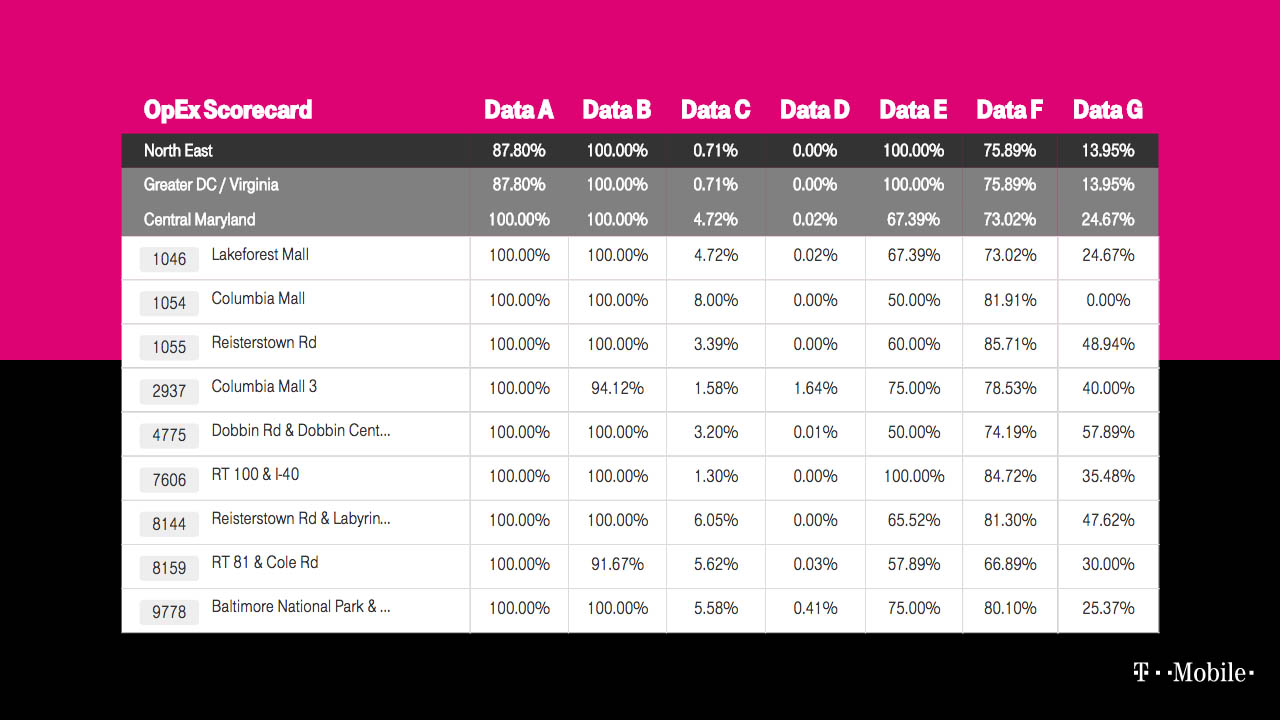 OpEx Scorecard Data A Data B Data C Data D Data E Data F Data G
North East 87.80% 100.00% 0.71% 0.00% 100.00% 75.89% 13.95%
Greater DC / Virginia 87.80% 100.00% 0.71% 0.00% 100.00% 75.89% 13.95%
Central Maryland 100.00% 100.00% 4.72% 0.02% 67.39% 73.02% 24.67%
1046 Lakeforest Mall 100.00% 100.00% 4.72% 0.02% 67.39% 73.02% 24.67%
1054 Columbia Mall 100.00% 100.00% 8.00% 0.00% 50.00% 81.91% 0.00%
1055 Reisterstown Rd 100.00% 100.00% 3.39% 0.00% 60.00% 85.71% 48.94%
2937 Columbia Mall 3 100.00% 94.12% 1.58% 1.64% 75.00% 78.53% 40.00%
4775 Dobbin Rd & Dobbin Cent... 100.00% 100.00% 3.20% 0.01% 50.00% 74.19% 57.89%
7606 RT 100 & I-40 100.00% 100.00% 1.30% 0.00% 100.00% 84.72% 35.48%
8144 Reisterstown Rd & Labyrin... 100.00% 100.00% 6.05% 0.00% 65.52% 81.30% 47.62%
8159 RT 81 & Cole Rd 100.00% 91.67% 5.62% 0.03% 57.89% 66.89% 30.00%
9778 Baltimore National Park & ... 100.00% 100.00% 5.58% 0.41% 75.00% 80.10% 25.37%
T··Mobile·